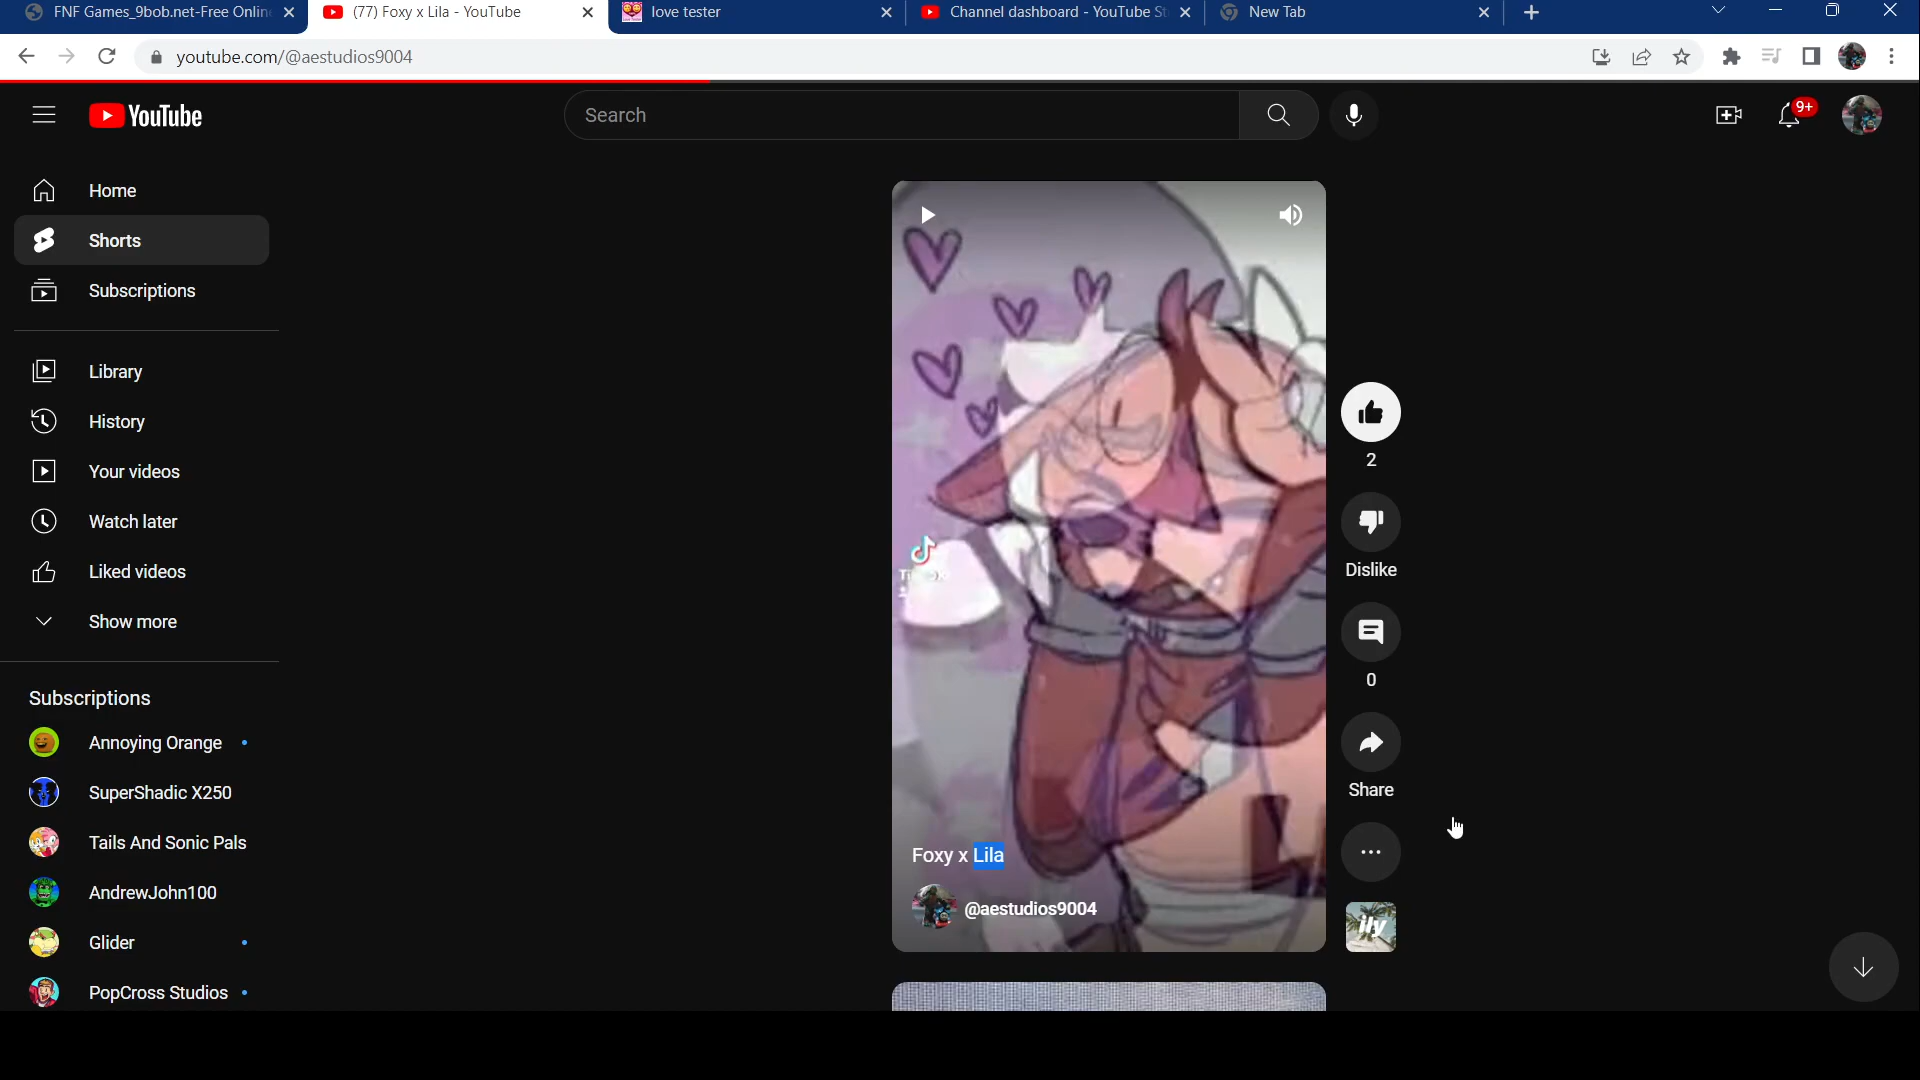 FNF Games_9bob.net-Free Onlin
(77) Foxy x Lila - YouTube
love tester
Channel dashboard - YouTube St
New Tab
youtube.com/@aestudios9004
YouTube
Search
9+
Home
Shorts
Subscriptions
Library
History
Your videos
Watch later
Liked videos
Show more
Subscriptions
Annoying Orange
SuperShadic X250
Tails And Sonic Pals
AndrewJohn100
Glider
PopCross Studios
2
Dislike
0
Share
Foxy x Lila
@aestudios9004
ily